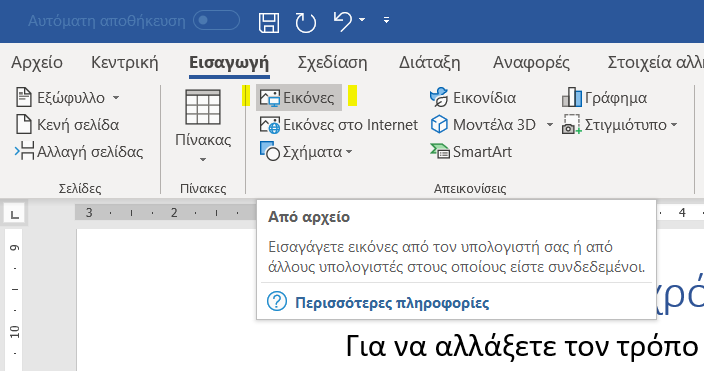 Αυτόματη αποθήκευση
Αρχείο Κεντρική Εισαγωγή Σχεδίαση Διάταξη Αναφορές Στοιχεία αλλ
Εξώφυλλο
Κενή σελίδα
Αλλαγή σελίδας
Σελίδες
Πίνακας
Πίνακες
Εικόνες
Εικόνες στο Internet
Σχήματα
Εικονίδια
Μοντέλα 3D
SmartArt
Γράφημα
Στιγμιότυπο
Απεικονίσεις
3 2 4
9
10
Από αρχείο
Εισαγάγετε εικόνες από τον υπολογιστή σας ή από
άλλους υπολογιστές στους οποίους είστε συνδεδεμένοι.
Περισσότερες πληροφορίες
χρό
Για να αλλάξετε τον τρόπο